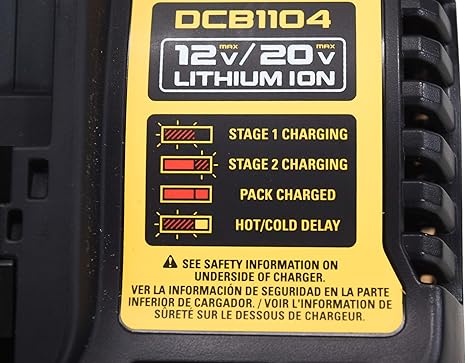 DCB1104
12V MAX / 20V MAX
LITHIUM ION
STAGE 1 CHARGING
STAGE 2 CHARGING
PACK CHARGED
HOT/COLD DELAY
⚠ SEE SAFETY INFORMATION ON
UNDERSIDE OF CHARGER.
VER LA INFORMACIÓN DE SEGURIDAD EN LA PARTE
INFERIOR DE CARGADOR. / VOIR L'INFORMATION DE
SÛRETÉ SUR LE DESSOUS DE CHARGEUR.